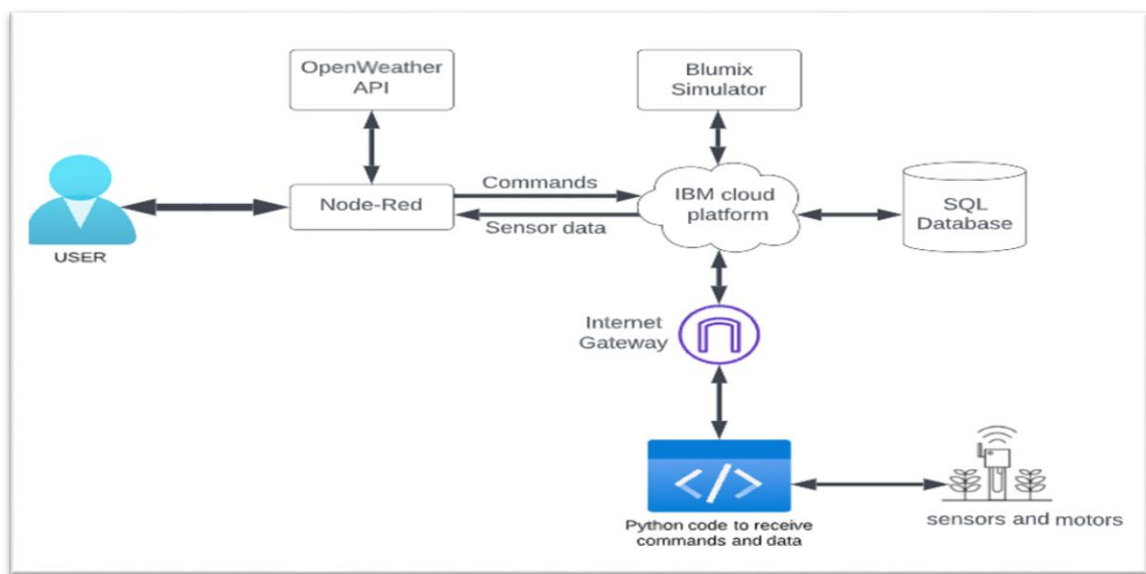 OpenWeather
API
Blumix
Simulator
USER
Node-Red
Commands
Sensor data
IBM cloud
platform
SQL
Database
Internet
Gateway
</>
Python code to receive
commands and data
sensors and motors